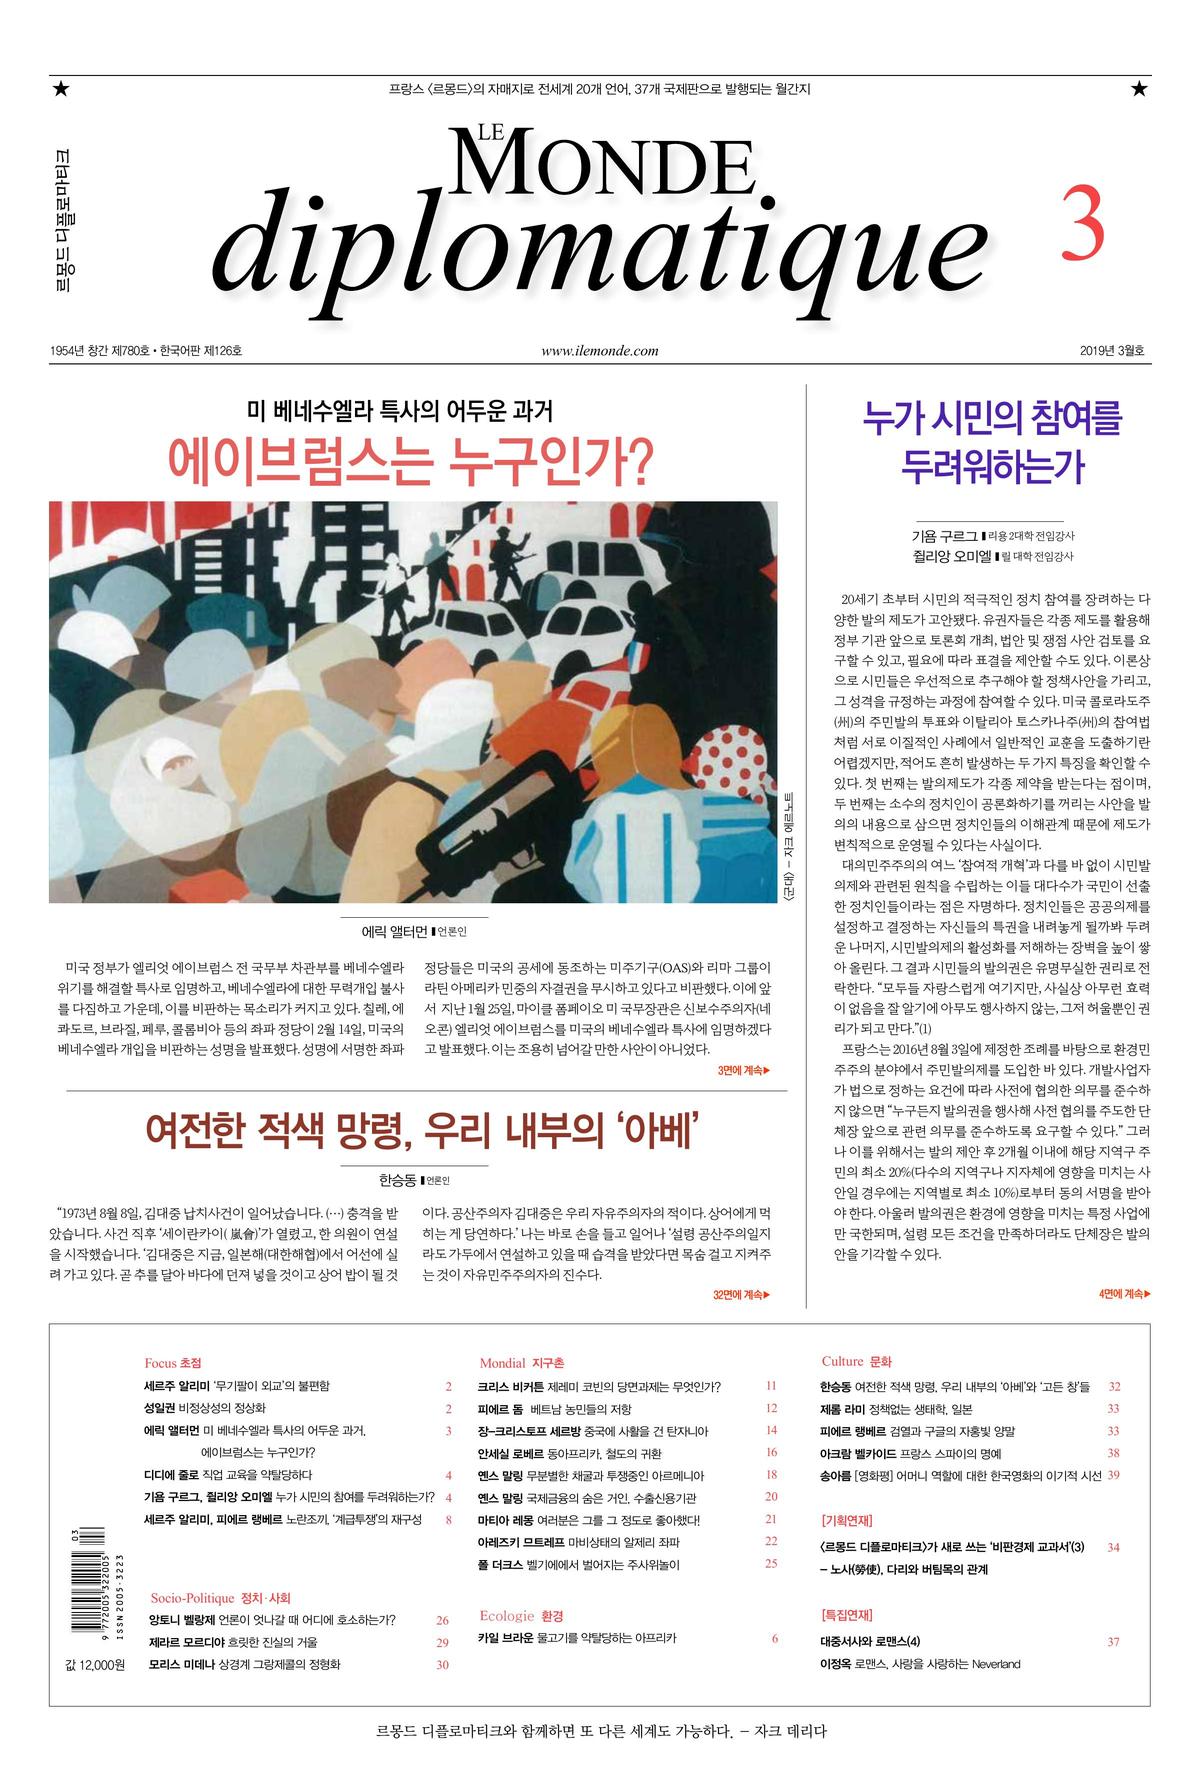 ★ 프랑스 〈르몽드〉의 자매지로 전세계 20개 언어, 37개 국제판으로 발행되는 월간지 ★
르몽드 디플로마티크
LE MONDE
diplomatique
3
1954년 창간 제780호 • 한국어판 제126호
www.ilemonde.com
2019년 3월호
미 베네수엘라 특사의 어두운 과거
에이브럼스는 누구인가?
〈군대〉 – 자크 에르노트
에릭 앨터먼 ▮언론인
미국 정부가 엘리엇 에이브럼스 전 국무부 차관부를 베네수엘라
위기를 해결할 특사로 임명하고, 베네수엘라에 대한 무력개입 불사
를 다짐하고 가운데, 이를 비판하는 목소리가 커지고 있다. 칠레, 에
콰도르, 브라질, 페루, 콜롬비아 등의 좌파 정당이 2월 14일, 미국의
베네수엘라 개입을 비판하는 성명을 발표했다. 성명에 서명한 좌파
정당들은 미국의 공세에 동조하는 미주기구(OAS)와 리마 그룹이
라틴 아메리카 민중의 자결권을 무시하고 있다고 비판했다. 이에 앞
서 지난 1월 25일, 마이클 폼페이오 미 국무장관은 신보수주의자(네
오콘) 엘리엇 에이브럼스를 미국의 베네수엘라 특사에 임명하겠다
고 발표했다. 이는 조용히 넘어갈 만한 사안이 아니었다.
3면에 계속▶
여전한 적색 망령, 우리 내부의 ‘아베’
한승동 ▮언론인
“1973년 8월 8일, 김대중 납치사건이 일어났습니다. (…) 충격을 받
았습니다. 사건 직후 ‘세이란카이( 嵐會)’가 열렸고, 한 의원이 연설
을 시작했습니다. ‘김대중은 지금, 일본해(대한해협)에서 어선에 실
려 가고 있다. 곧 추를 달아 바다에 던져 넣을 것이고 상어 밥이 될 것
이다. 공산주의자 김대중은 우리 자유주의자의 적이다. 상어에게 먹
히는 게 당연하다.’ 나는 바로 손을 들고 일어나 ‘설령 공산주의일지
라도 가두에서 연설하고 있을 때 습격을 받았다면 목숨 걸고 지켜주
는 것이 자유민주주의자의 진수다.
32면에 계속▶
누가 시민의 참여를
두려워하는가
기욤 구르그 ▮리용 2대학 전임강사
쥘리앙 오미엘 ▮릴 대학 전임강사
20세기 초부터 시민의 적극적인 정치 참여를 장려하는 다
양한 발의 제도가 고안됐다. 유권자들은 각종 제도를 활용해
정부 기관 앞으로 토론회 개최, 법안 및 쟁점 사안 검토를 요
구할 수 있고, 필요에 따라 표결을 제안할 수도 있다. 이론상
으로 시민들은 우선적으로 추구해야 할 정책사안을 가리고,
그 성격을 규정하는 과정에 참여할 수 있다. 미국 콜로라도주
(州)의 주민발의 투표와 이탈리아 토스카나주(州)의 참여법
처럼 서로 이질적인 사례에서 일반적인 교훈을 도출하기란
어렵겠지만, 적어도 흔히 발생하는 두 가지 특징을 확인할 수
있다. 첫 번째는 발의제도가 각종 제약을 받는다는 점이며,
두 번째는 소수의 정치인이 공론화하기를 꺼리는 사안을 발
의의 내용으로 삼으면 정치인들의 이해관계 때문에 제도가
변칙적으로 운영될 수 있다는 사실이다.
대의민주주의의 여느 ‘참여적 개혁’과 다를 바 없이 시민발
의제와 관련된 원칙을 수립하는 이들 대다수가 국민이 선출
한 정치인들이라는 점은 자명하다. 정치인들은 공공의제를
설정하고 결정하는 자신들의 특권을 내려놓게 될까봐 두려
운 나머지, 시민발의제의 활성화를 저해하는 장벽을 높이 쌓
아 올린다. 그 결과 시민들의 발의권은 유명무실한 권리로 전
락한다. “모두들 자랑스럽게 여기지만, 사실상 아무런 효력
이 없음을 잘 알기에 아무도 행사하지 않는, 그저 허울뿐인 권
리가 되고 만다.”(1)
프랑스는 2016년 8월 3일에 제정한 조례를 바탕으로 환경민
주주의 분야에서 주민발의제를 도입한 바 있다. 개발사업자
가 법으로 정하는 요건에 따라 사전에 협의한 의무를 준수하
지 않으면 “누구든지 발의권을 행사해 사전 협의를 주도한 단
체장 앞으로 관련 의무를 준수하도록 요구할 수 있다.” 그러
나 이를 위해서는 발의 제안 후 2개월 이내에 해당 지역구 주
민의 최소 20%(다수의 지역구나 지자체에 영향을 미치는 사
안일 경우에는 지역별로 최소 10%)로부터 동의 서명을 받아
야 한다. 아울러 발의권은 환경에 영향을 미치는 특정 사업에
만 국한되며, 설령 모든 조건을 만족하더라도 단체장은 발의
안을 기각할 수 있다.
4면에 계속▶
Focus 초점
세르주 알리미 ‘무기팔이 외교’의 불편함 2
성일권 비정상성의 정상화 2
에릭 앨터먼 미 베네수엘라 특사의 어두운 과거, 3
에이브럼스는 누구인가?
디디에 줄로 직업 교육을 약탈당하다 4
기욤 구르그, 쥘리앙 오미엘 누가 시민의 참여를 두려워하는가? 4
세르주 알리미, 피에르 랭베르 노란조끼, ‘계급투쟁’의 재구성 8
Socio-Politique 정치·사회
앙토니 벨랑제 언론이 엇나갈 때 어디에 호소하는가? 26
제라르 모르디야 흐릿한 진실의 거울 29
모리스 미데나 상경계 그랑제콜의 정형화 30
Mondial 지구촌
크리스 비커튼 제레미 코빈의 당면과제는 무엇인가? 11
피에르 돔 베트남 농민들의 저항 12
장-크리스토프 세르방 중국에 사활을 건 탄자니아 14
안세실 로베르 동아프리카, 철도의 귀환 16
옌스 말링 무분별한 채굴과 투쟁중인 아르메니아 18
옌스 말링 국제금융의 숨은 거인, 수출신용기관 20
마티아 레몽 여러분은 그를 그 정도로 좋아했다! 21
아레즈키 므트레프 마비상태의 알제리 좌파 22
폴 더크스 벨기에에서 벌어지는 주사위놀이 25
Ecologie 환경
카일 브라운 물고기를 약탈당하는 아프리카 6
Culture 문화
한승동 여전한 적색 망령, 우리 내부의 ‘아베’와 ‘고든 창’들 32
제롬 라미 정책없는 생태학, 일본 33
피에르 랭베르 검열과 구글의 자홍빛 양말 33
아크람 벨카이드 프랑스 스파이의 명예 38
송아름 [영화평] 어머니 역할에 대한 한국영화의 이기적 시선 39
[기획연재]
〈르몽드 디플로마티크〉가 새로 쓰는 ‘비판경제 교과서’(3) 34
– 노사(勞使), 다리와 버팀목의 관계
[특집연재]
대중서사와 로맨스(4) 37
이정옥 로맨스, 사랑을 사랑하는 Neverland
03
9 772005 322005
ISSN 2005-3223
값 12,000원
르몽드 디플로마티크와 함께하면 또 다른 세계도 가능하다. – 자크 데리다